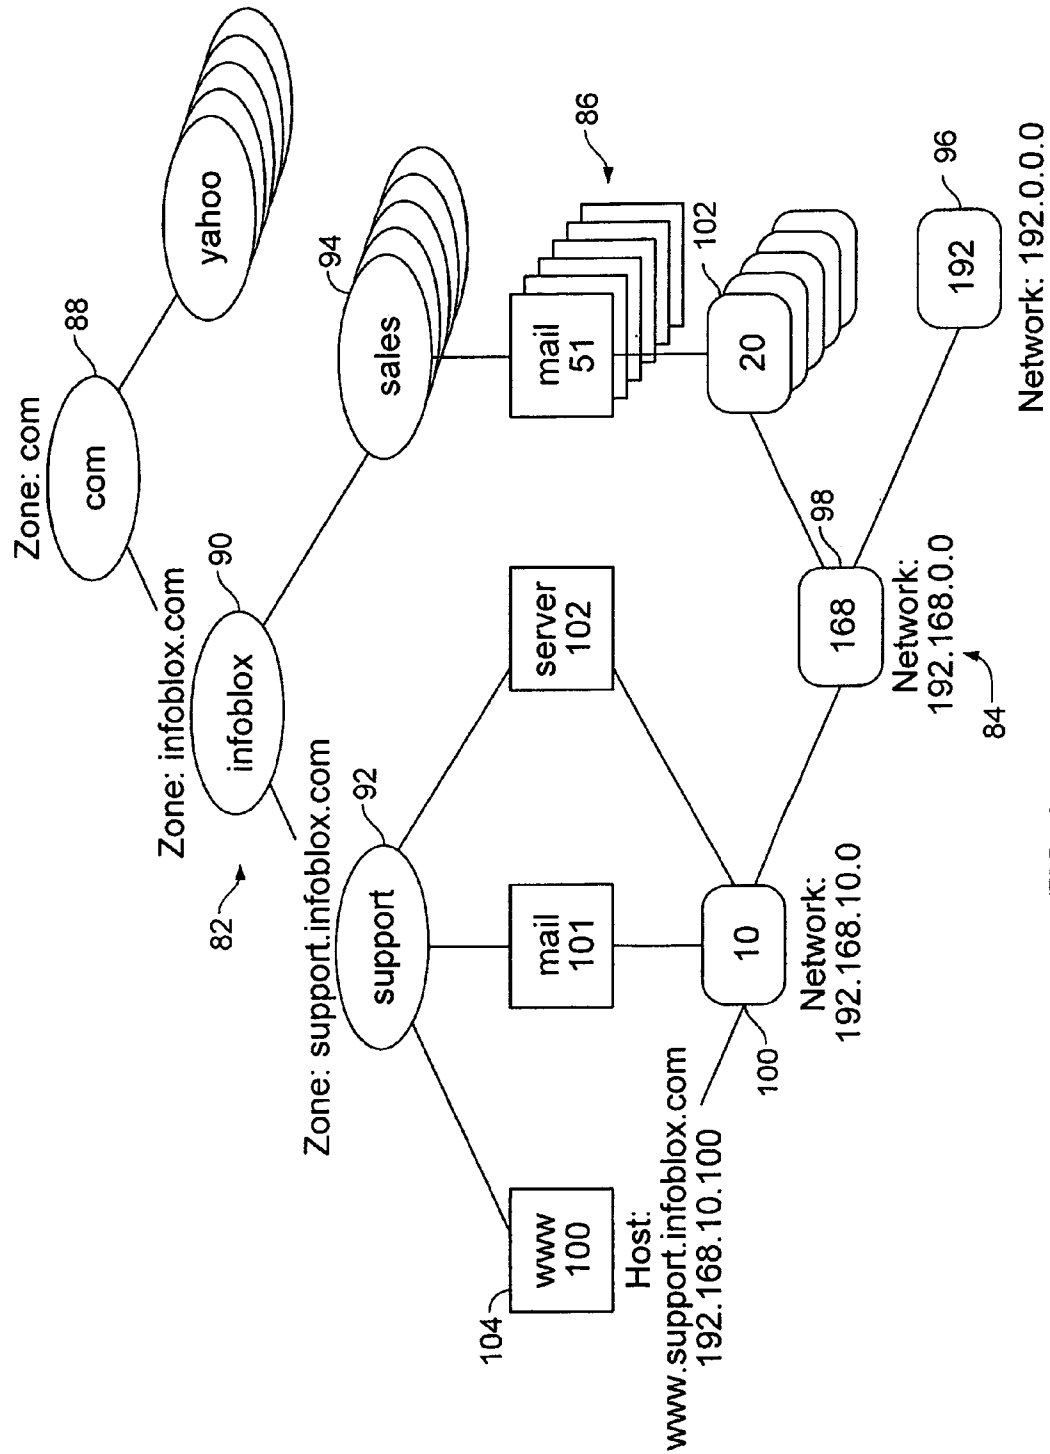 Zone: com
com
88
yahoo
Zone: infoblox.com
infoblox
90
82
sales
94
Zone: support.infoblox.com
support
92
www
100
104
mail
101
server
102
mail
51
86
Host:
www.support.infoblox.com
192.168.10.100
10
100
Network:
192.168.10.0
20
102
168
98
Network:
192.168.0.0
84
192
96
Network: 192.0.0.0